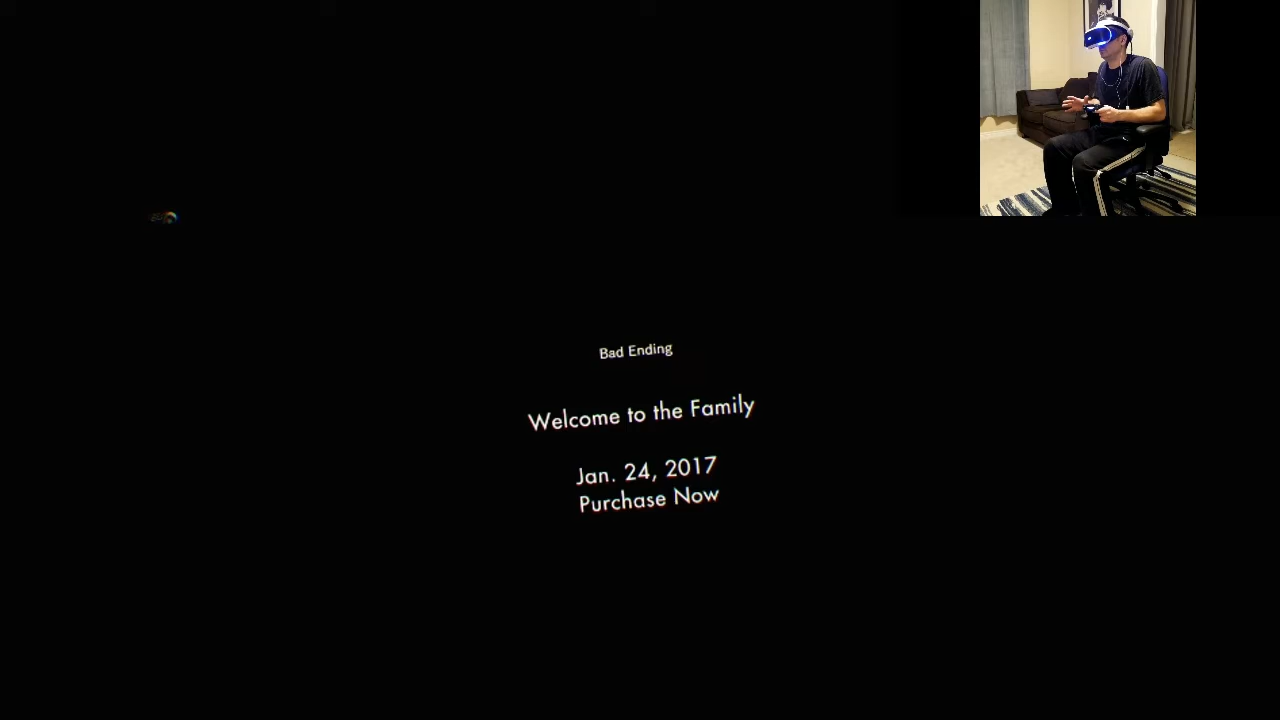 Bad Ending
Welcome to the Family
Jan. 24, 2017
Purchase Now